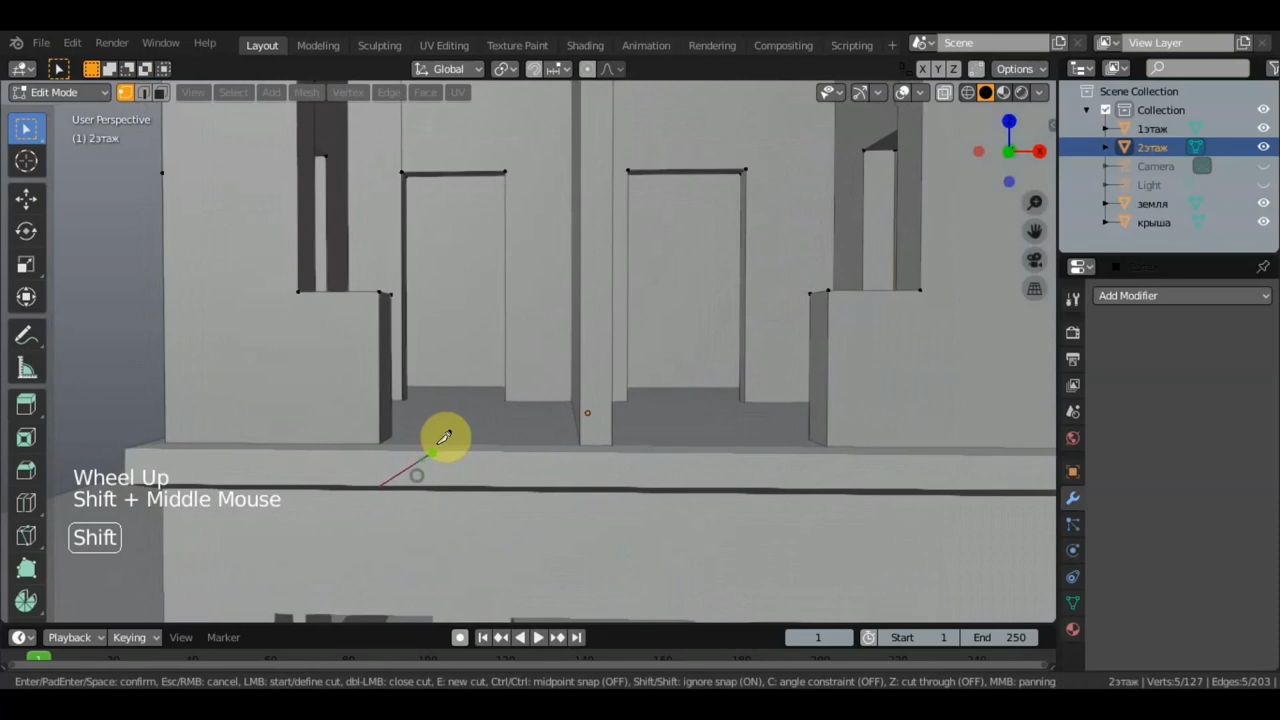 File Edit Render Window Help Layout Modeling Sculpting UV Editing Texture Paint Shading Animation Rendering Compositing Scripting + Scene View Layer
Global X Y Z Options
Edit Mode View Select Add Mesh Vertex Edge Face UV
User Perspective
(1) 2этаж
Z
X
Scene Collection
Collection
1этаж
2этаж
Camera
Light
земля
крыша
Add Modifier
Wheel Up
Shift + Middle Mouse
Shift
Playback Keying View Marker 1 Start 1 End 250
1
Enter/PadEnter/Space: confirm, Esc/RMB: cancel, LMB: start/define cut, dbl-LMB: close cut, E: new cut, Ctrl/Ctrl: midpoint snap (OFF), Shift/Shift: ignore snap (ON), C: angle constraint (OFF), Z: cut through (OFF), MMB: panning 2этаж Verts:5/127 | Edges:5/203 |